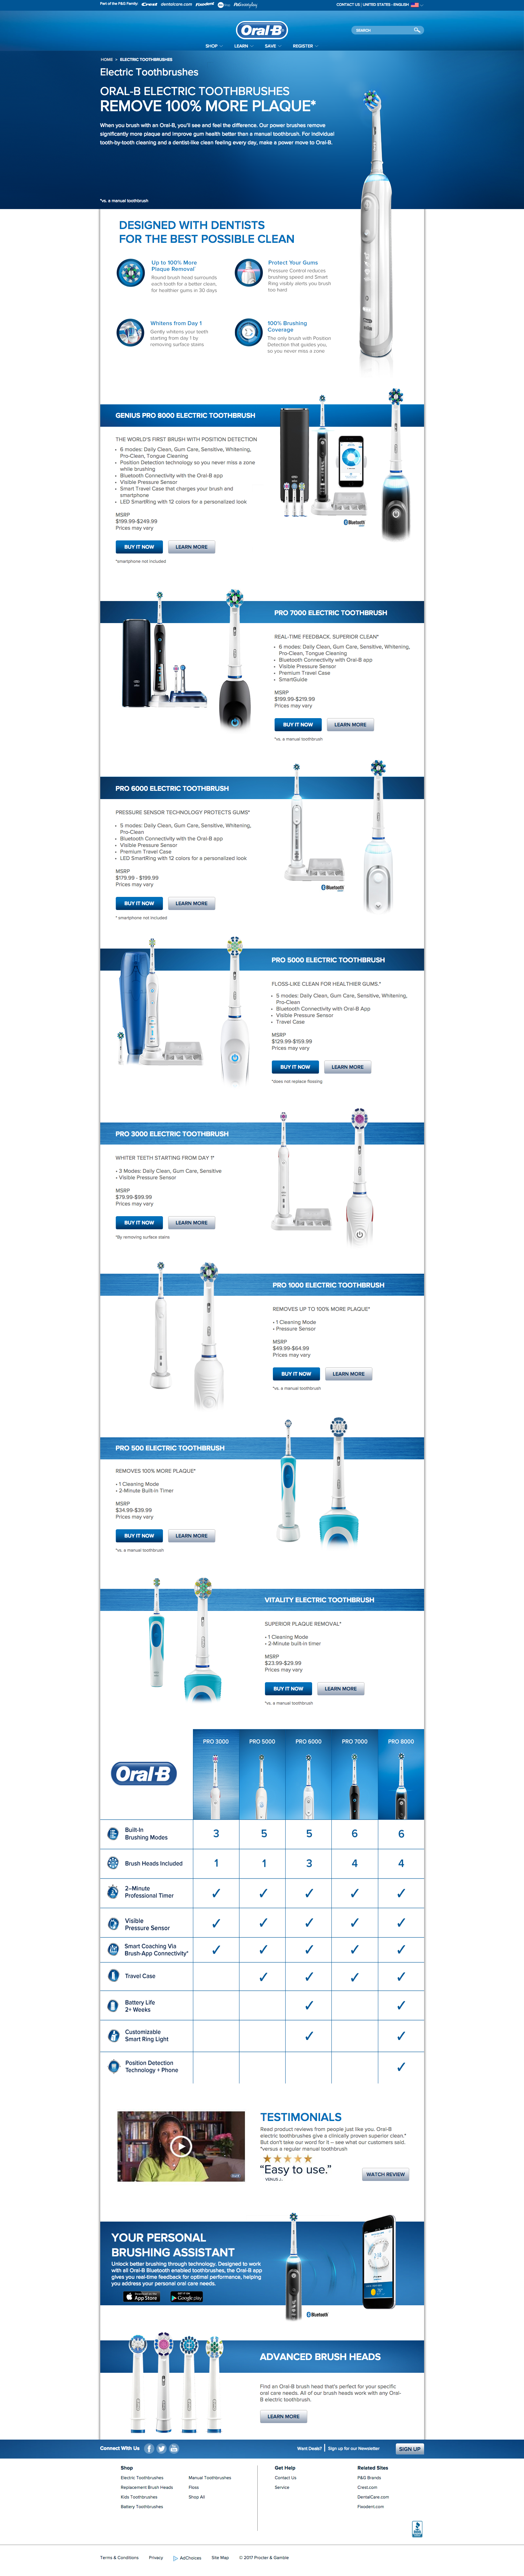 Part of the P&G Family
Crest
dentalcare.com
Fixodent
P&Geveryday
CONTACT US | UNITED STATES - ENGLISH
Oral-B
SEARCH
SHOP
LEARN
SAVE
REGISTER
HOME » ELECTRIC TOOTHBRUSHES
Electric Toothbrushes
ORAL-B ELECTRIC TOOTHBRUSHES
REMOVE 100% MORE PLAQUE*
When you brush with an Oral-B, you'll see and feel the difference. Our power brushes remove
significantly more plaque and improve gum health better than a manual toothbrush. For individual
tooth-by-tooth cleaning and a dentist-like clean feeling every day, make a power move to Oral-B.
*vs. a manual toothbrush
DESIGNED WITH DENTISTS
FOR THE BEST POSSIBLE CLEAN
Up to 100% More
Plaque Removal*
Round brush head surrounds
each tooth for a better clean,
for healthier gums in 30 days
Protect Your Gums
Pressure Control reduces
brushing speed and Smart
Ring visibly alerts you brush
too hard
Whitens from Day 1
Gently whitens your teeth
starting from day 1 by
removing surface stains
100% Brushing
Coverage
The only brush with Position
Detection that guides you,
so you never miss a zone
GENIUS PRO 8000 ELECTRIC TOOTHBRUSH
THE WORLD'S FIRST BRUSH WITH POSITION DETECTION
• 6 modes: Daily Clean, Gum Care, Sensitive, Whitening,
Pro-Clean, Tongue Cleaning
• Position Detection technology so you never miss a zone
while brushing
• Bluetooth Connectivity with the Oral-B app
• Visible Pressure Sensor
• Smart Travel Case that charges your brush and
smartphone
• LED SmartRing with 12 colors for a personalized look
MSRP
$199.99-$249.99
Prices may vary
BUY IT NOW
LEARN MORE
*smartphone not included
Bluetooth
PRO 7000 ELECTRIC TOOTHBRUSH
REAL-TIME FEEDBACK, SUPERIOR CLEAN*
• 6 modes: Daily Clean, Gum Care, Sensitive, Whitening,
Pro-Clean, Tongue Cleaning
• Bluetooth Connectivity with Oral-B app
• Visible Pressure Sensor
• Premium Travel Case
• SmartGuide
MSRP
$199.99-$219.99
Prices may vary
BUY IT NOW
LEARN MORE
*vs. a manual toothbrush
PRO 6000 ELECTRIC TOOTHBRUSH
PRESSURE SENSOR TECHNOLOGY PROTECTS GUMS*
• 5 modes: Daily Clean, Gum Care, Sensitive, Whitening,
Pro-Clean
• Bluetooth Connectivity with the Oral-B app
• Visible Pressure Sensor
• Premium Travel Case
• LED SmartRing with 12 colors for a personalized look
MSRP
$179.99 - $199.99
Prices may vary
BUY IT NOW
LEARN MORE
* smartphone not included
Bluetooth
PRO 5000 ELECTRIC TOOTHBRUSH
FLOSS-LIKE CLEAN FOR HEALTHIER GUMS.*
• 5 modes: Daily Clean, Gum Care, Sensitive, Whitening,
Pro-Clean
• Bluetooth Connectivity with Oral-B App
• Visible Pressure Sensor
• Travel Case
MSRP
$129.99-$159.99
Prices may vary
BUY IT NOW
LEARN MORE
*does not replace flossing
PRO 3000 ELECTRIC TOOTHBRUSH
WHITER TEETH STARTING FROM DAY 1*
• 3 Modes: Daily Clean, Gum Care, Sensitive
• Visible Pressure Sensor
MSRP
$79.99-$99.99
Prices may vary
BUY IT NOW
LEARN MORE
*By removing surface stains
PRO 1000 ELECTRIC TOOTHBRUSH
REMOVES UP TO 100% MORE PLAQUE*
• 1 Cleaning Mode
• Pressure Sensor
MSRP
$49.99-$64.99
Prices may vary
BUY IT NOW
LEARN MORE
*vs. a manual toothbrush
PRO 500 ELECTRIC TOOTHBRUSH
REMOVES 100% MORE PLAQUE*
• 1 Cleaning Mode
• 2-Minute Built-in Timer
MSRP
$34.99-$39.99
Prices may vary
BUY IT NOW
LEARN MORE
*vs. a manual toothbrush
VITALITY ELECTRIC TOOTHBRUSH
SUPERIOR PLAQUE REMOVAL*
• 1 Cleaning Mode
• 2-Minute built-in timer
MSRP
$23.99-$29.99
Prices may vary
BUY IT NOW
LEARN MORE
*vs. a manual toothbrush
Oral-B
PRO 3000 PRO 5000 PRO 6000 PRO 7000 PRO 8000
Built-In
Brushing Modes
3 5 5 6 6
Brush Heads Included
1 1 3 4 4
2–Minute
Professional Timer
✓ ✓ ✓ ✓ ✓
Visible
Pressure Sensor
✓ ✓ ✓ ✓ ✓
Smart Coaching Via
Brush-App Connectivity*
✓ ✓ ✓ ✓ ✓
Travel Case
✓ ✓ ✓ ✓
Battery Life
2+ Weeks
✓ ✓
Customizable
Smart Ring Light
✓ ✓
Position Detection
Technology + Phone
✓
TESTIMONIALS
Read product reviews from people just like you. Oral-B
electric toothbrushes give a clinically proven superior clean.*
But don't take our word for it – see what our customers said.
*versus a regular manual toothbrush
"Easy to use."
VENUS J.
WATCH REVIEW
YOUR PERSONAL
BRUSHING ASSISTANT
Unlock better brushing through technology. Designed to work
with all Oral-B Bluetooth enabled toothbrushes, the Oral-B app
gives you real-time feedback for optimal performance, helping
you address your personal oral care needs.
App Store
Google play
Bluetooth
ADVANCED BRUSH HEADS
Find an Oral-B brush head that's perfect for your specific
oral care needs. All of our brush heads work with any Oral-
B electric toothbrush.
LEARN MORE
Connect With Us
Want Deals? | Sign up for our Newsletter
SIGN UP
Shop
Electric Toothbrushes
Replacement Brush Heads
Kids Toothbrushes
Battery Toothbrushes
Manual Toothbrushes
Floss
Shop All
Get Help
Contact Us
Service
Related Sites
P&G Brands
Crest.com
DentalCare.com
Fixodent.com
Terms & Conditions
Privacy
AdChoices
Site Map
© 2017 Procter & Gamble